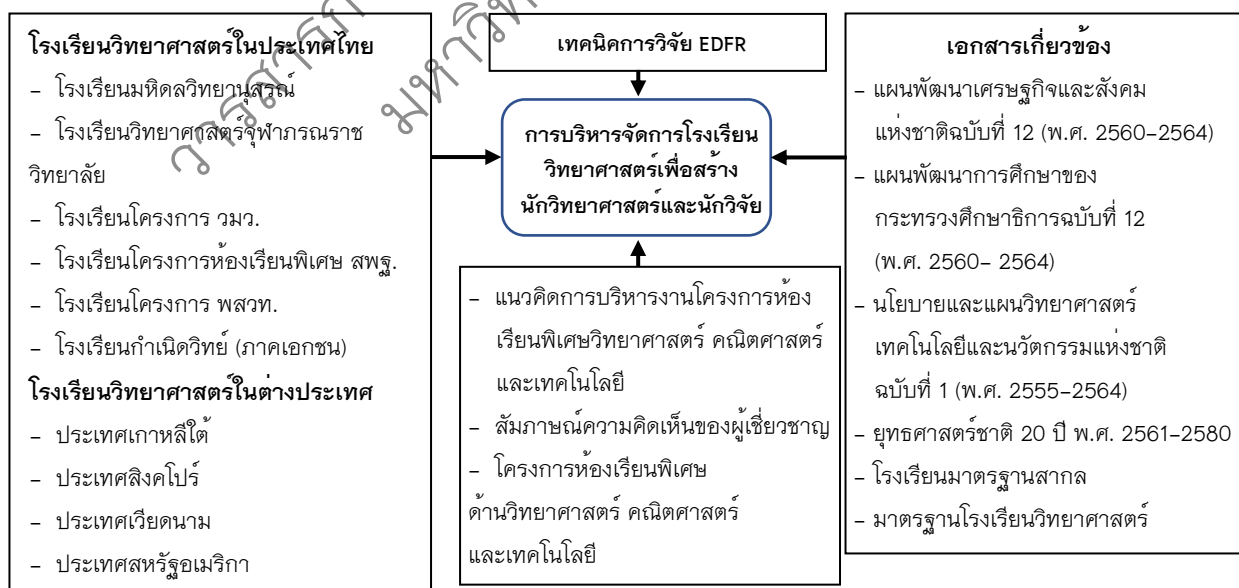 โรงเรียนวิทยาศาสตร์ในประเทศไทย
- โรงเรียนมหิดลวิทยานุสรณ์
- โรงเรียนวิทยาศาสตร์จุฬาภรณราช
วิทยาลัย
- โรงเรียนโครงการ วมว.
- โรงเรียนโครงการห้องเรียนพิเศษ สพฐ.
- โรงเรียนโครงการ พสวท.
- โรงเรียนกำเนิดวิทย์ (ภาคเอกชน)
โรงเรียนวิทยาศาสตร์ในต่างประเทศ
- ประเทศเกาหลีใต้
- ประเทศสิงคโปร์
- ประเทศเวียดนาม
- ประเทศสหรัฐอเมริกา
เทคนิคการวิจัย EDFR
การบริหารจัดการโรงเรียน
วิทยาศาสตร์เพื่อสร้าง
นักวิทยาศาสตร์และนักวิจัย
- แนวคิดการบริหารงานโครงการห้อง
เรียนพิเศษวิทยาศาสตร์ คณิตศาสตร์
และเทคโนโลยี
- สัมภาษณ์ความคิดเห็นของผู้เชี่ยวชาญ
- โครงการห้องเรียนพิเศษ
ด้านวิทยาศาสตร์ คณิตศาสตร์
และเทคโนโลยี
เอกสารเกี่ยวข้อง
- แผนพัฒนาเศรษฐกิจและสังคม
แห่งชาติฉบับที่ 12 (พ.ศ. 2560-2564)
- แผนพัฒนาการศึกษาของ
กระทรวงศึกษาธิการฉบับที่ 12
(พ.ศ. 2560- 2564)
- นโยบายและแผนวิทยาศาสตร์
เทคโนโลยีและนวัตกรรมแห่งชาติ
ฉบับที่ 1 (พ.ศ. 2555-2564)
- ยุทธศาสตร์ชาติ 20 ปี พ.ศ. 2561-2580
- โรงเรียนมาตรฐานสากล
- มาตรฐานโรงเรียนวิทยาศาสตร์